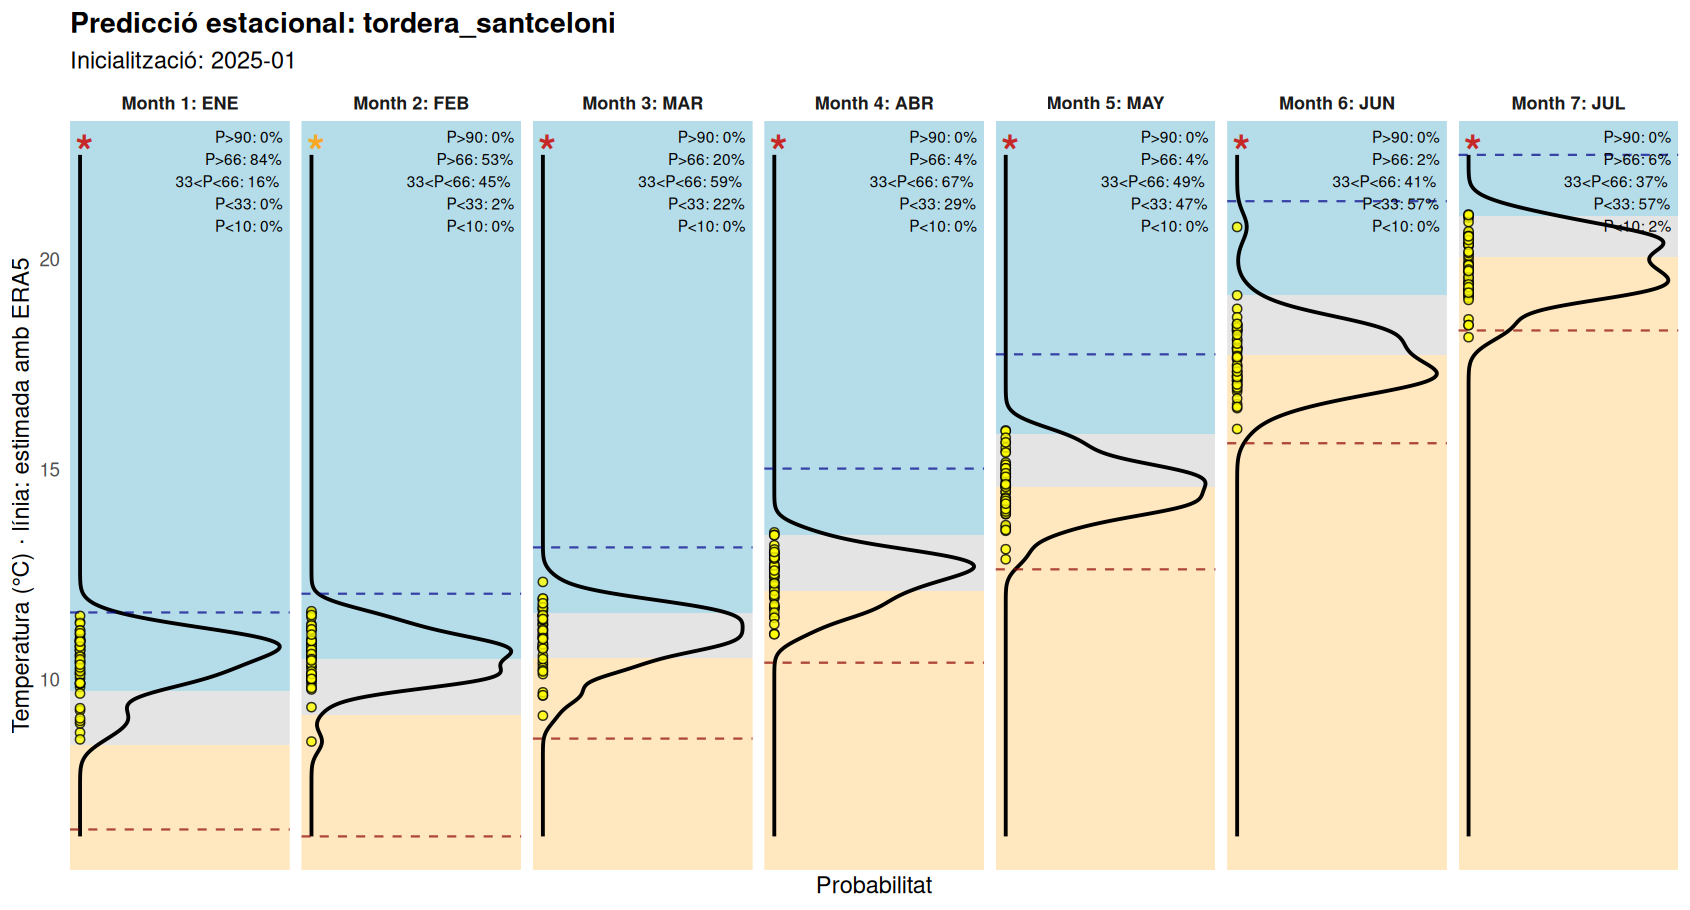 Predicció estacional: tordera_santceloni
Inicialització: 2025-01
Month 1: ENE
Month 2: FEB
Month 3: MAR
Month 4: ABR
Month 5: MAY
Month 6: JUN
Month 7: JUL
*
P>90: 0%
P>66: 84%
33<P<66: 16%
P<33: 0%
P<10: 0%
*
P>90: 0%
P>66: 53%
33<P<66: 45%
P<33: 2%
P<10: 0%
*
P>90: 0%
P>66: 20%
33<P<66: 59%
P<33: 22%
P<10: 0%
*
P>90: 0%
P>66: 4%
33<P<66: 67%
P<33: 29%
P<10: 0%
*
P>90: 0%
P>66: 4%
33<P<66: 49%
P<33: 47%
P<10: 0%
*
P>90: 0%
P>66: 2%
33<P<66: 41%
P<33: 57%
P<10: 0%
*
P>90: 0%
P>66: 6%
33<P<66: 37%
P<33: 57%
P<10: 2%
Temperatura (°C) · línia: estimada amb ERA5
20
15
10
Probabilitat